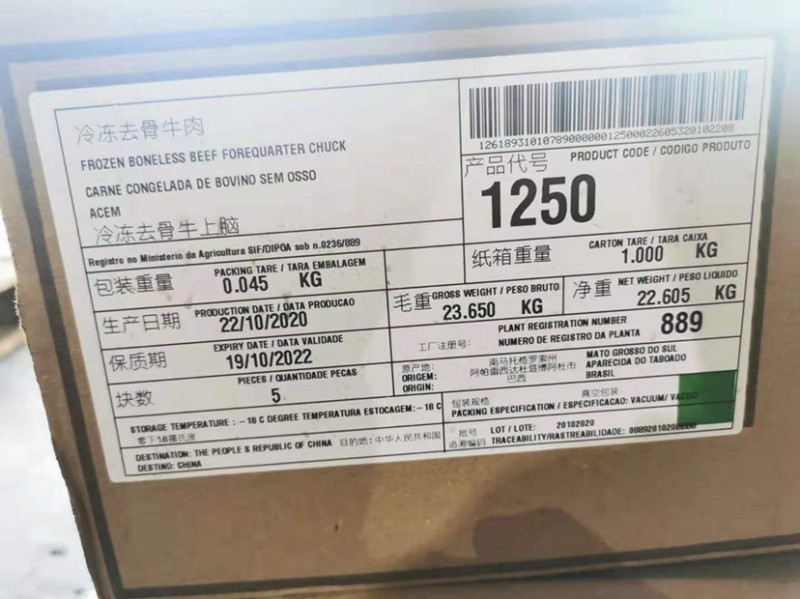 冷冻去骨牛肉
FROZEN BONELESS BEEF FOREQUARTER CHUCK
CARNE CONGELADA DE BOVINO SEM OSSO
ACEM
冷冻去骨牛上脑
Registro no Ministerio da Agricultura SIF/DIPOA sob n.0236/889
包装重量 PACKING TARE / TARA EMBALAGEM
0.045 KG
生产日期 PRODUCTION DATE / DATA PRODUCAO
22/10/2020
保质期 EXPIRY DATE / DATA VALIDADE
19/10/2022
块数 PIECES / QUANTIDADE PECAS
5
STORAGE TEMPERATURE : -18 C DEGREE TEMPERATURA ESTOCAGEM: -18 C
零下18摄氏度
DESTINATION: THE PEOPLE S REPUBLIC OF CHINA 目的地:中华人民共和国
DESTINO: CHINA
产品代号 PRODUCT CODE / CODIGO PRODUTO
1250
纸箱重量 CARTON TARE / TARA CAIXA
1.000 KG
毛重 GROSS WEIGHT / PESO BRUTO
23.650 KG
净重 NET WEIGHT / PESO LIQUIDO
22.605 KG
工厂注册号: PLANT REGISTRATION NUMBER
NUMERO DE REGISTRO DA PLANTA 889
原产地: 南马托格罗索州 MATO GROSSO DO SUL
ORIGEM: 阿帕雷西达杜塔博阿杜市 APARECIDA DO TABOADO
ORIGIN: 巴西 BRASIL
包装规格 真空包装
PACKING ESPECIFICATION / ESPECIFICACAO: VACUUM/
批号 LOT / LOTE: 20102020
追溯编码 TRACEABILITY/RASTREABILIDADE: